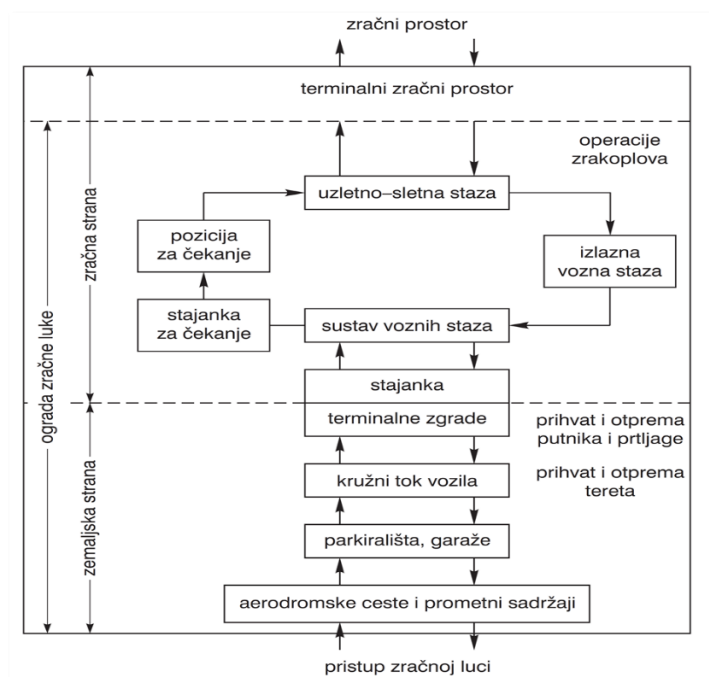 zračni prostor
terminalni zračni prostor
operacije
zrakoplova
uzletno–sletna staza
pozicija
za čekanje
izlazna
vozna staza
stajanka
za čekanje
sustav voznih staza
stajanka
terminalne zgrade
prihvat i otprema
putnika i prtljage
kružni tok vozila
prihvat i otprema
tereta
parkirališta, garaže
aerodromske ceste i prometni sadržaji
pristup zračnoj luci
ograda zračne luke
zračna strana
zemaljska strana